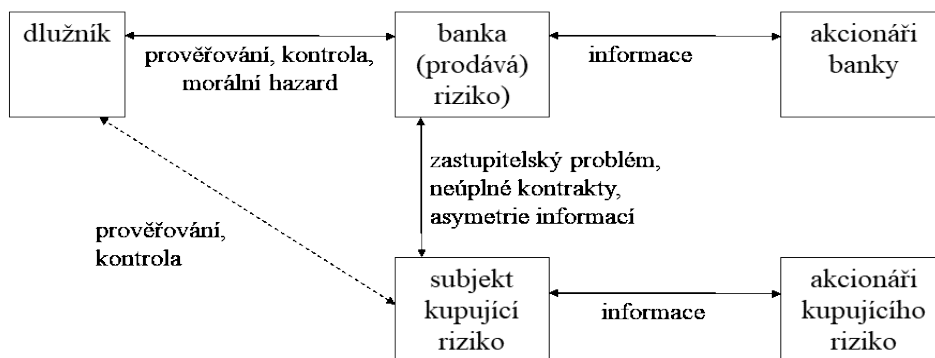 dlužník
prověřování, kontrola,
morální hazard
banka
(prodává)
riziko)
informace
akcionáři
banky
zastupitelský problém,
neúplné kontrakty,
asymetrie informací
prověřování,
kontrola
subjekt
kupující
riziko
informace
akcionáři
kupujícího
riziko